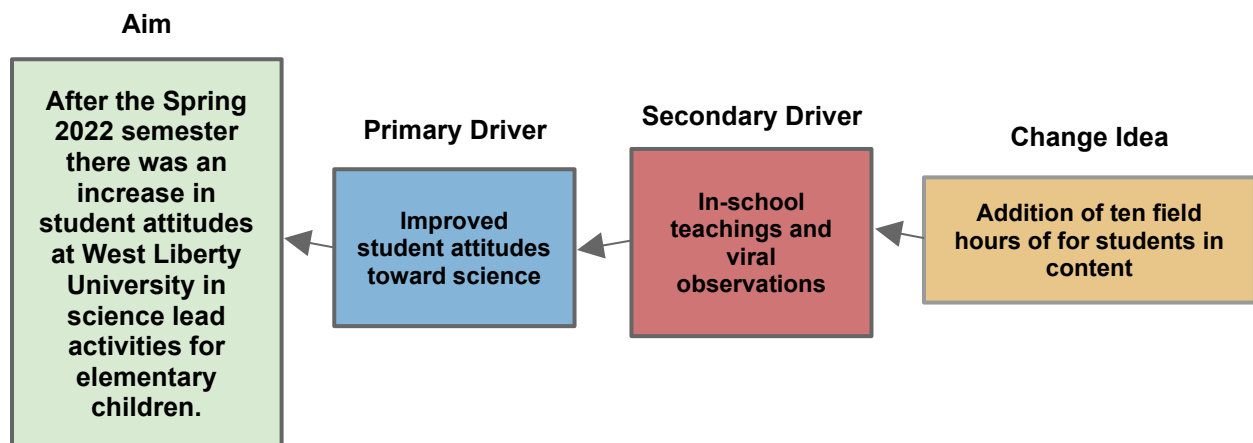 Aim
After the Spring
2022 semester
there was an
increase in
student attitudes
at West Liberty
University in
science lead
activities for
elementary
children.
Primary Driver
Improved
student attitudes
toward science
Secondary Driver
In-school
teachings and
viral
observations
Change Idea
Addition of ten field
hours of for students in
content